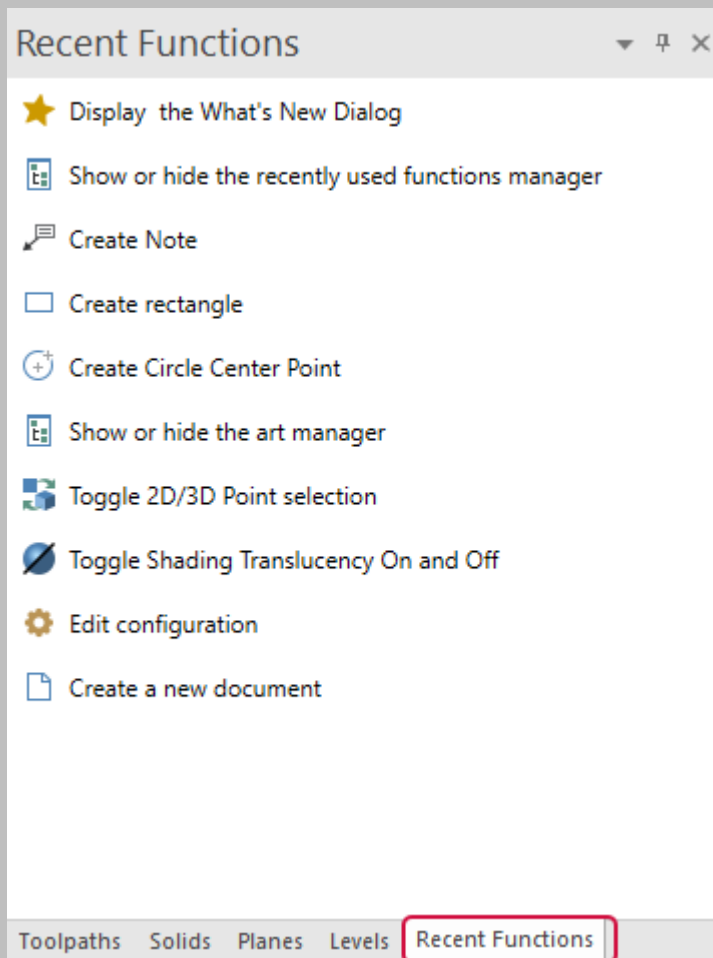 Recent Functions
Display  the What's New Dialog
Show or hide the recently used functions manager
Create Note
Create rectangle
Create Circle Center Point
Show or hide the art manager
Toggle 2D/3D Point selection
Toggle Shading Translucency On and Off
Edit configuration
Create a new document
Toolpaths Solids Planes Levels Recent Functions